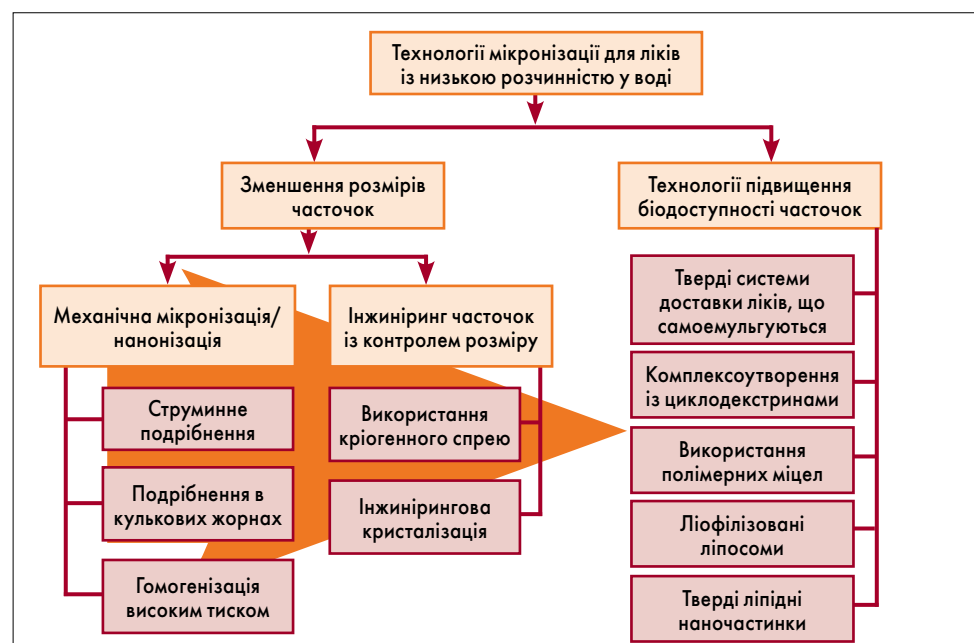 Технології мікронізації для ліків
із низькою розчинністю у воді
Зменшення розмірів
часточок
Технології підвищення
біодоступності часточок
Механічна мікронізація/
нанонізація
Інжиніринг часточок
із контролем розміру
Струминне
подрібнення
Подрібнення в
кулькових жорнах
Гомогенізація
високим тиском
Використання
кріогенного спрею
Інжинірингова
кристалізація
Тверді системи
доставки ліків, що
самоемульгуються
Комплексоутворення
із циклодекстринами
Використання
полімерних міцел
Ліофілізовані
ліпосоми
Тверді ліпідні
наночастинки